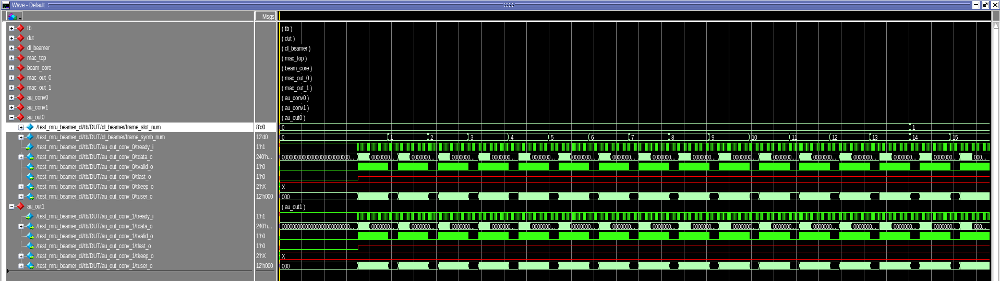 Wave - Default
Msgs
tb ( tb )
dut ( dut )
dl_beamer ( dl_beamer )
mac_top ( mac_top )
beam_core ( beam_core )
mac_out_0 ( mac_out_0 )
mac_out_1 ( mac_out_1 )
au_conv0 ( au_conv0 )
au_conv1 ( au_conv1 )
au_out0 ( au_out0 )
/test_mru_beamer_dl/tb/DUT/dl_beamer/frame_slot_num 8'd0 0 1
/test_mru_beamer_dl/tb/DUT/dl_beamer/frame_symb_num 12'd0 0 1 2 3 4 5 6 7 8 9 10 11 12 13 14 15
/test_mru_beamer_dl/tb/DUT/au_out_conv_0/tready_i 1'h1
/test_mru_beamer_dl/tb/DUT/au_out_conv_0/tdata_o 240'h... 00000000000000000000000000... 0000000... 0000000... 0000000... 0000000... 0000000... 0000000... 0000000... 0000000... 0000000... 0000000... 0000000... 0000000... 0000000... 0000000... 0000000... 000...
/test_mru_beamer_dl/tb/DUT/au_out_conv_0/tvalid_o 1'h0
/test_mru_beamer_dl/tb/DUT/au_out_conv_0/tlast_o 1'h0
/test_mru_beamer_dl/tb/DUT/au_out_conv_0/tkeep_o 2'hX X
/test_mru_beamer_dl/tb/DUT/au_out_conv_0/tuser_o 12'h000 000
au_out1 ( au_out1 )
/test_mru_beamer_dl/tb/DUT/au_out_conv_1/tready_i 1'h1
/test_mru_beamer_dl/tb/DUT/au_out_conv_1/tdata_o 240'h... 00000000000000000000000000... 0000000... 0000000... 0000000... 0000000... 0000000... 0000000... 0000000... 0000000... 0000000... 0000000... 0000000... 0000000... 0000000... 0000000... 0000000... 000...
/test_mru_beamer_dl/tb/DUT/au_out_conv_1/tvalid_o 1'h0
/test_mru_beamer_dl/tb/DUT/au_out_conv_1/tlast_o 1'h0
/test_mru_beamer_dl/tb/DUT/au_out_conv_1/tkeep_o 2'hX X
/test_mru_beamer_dl/tb/DUT/au_out_conv_1/tuser_o 12'h000 000